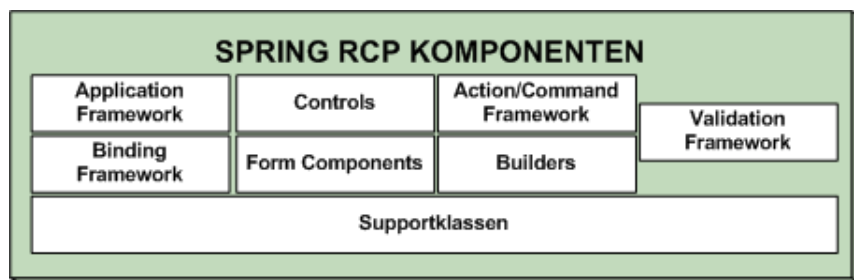 SPRING RCP KOMPONENTEN
Application
Framework
Controls
Action/Command
Framework
Validation
Framework
Binding
Framework
Form Components
Builders
Supportklassen